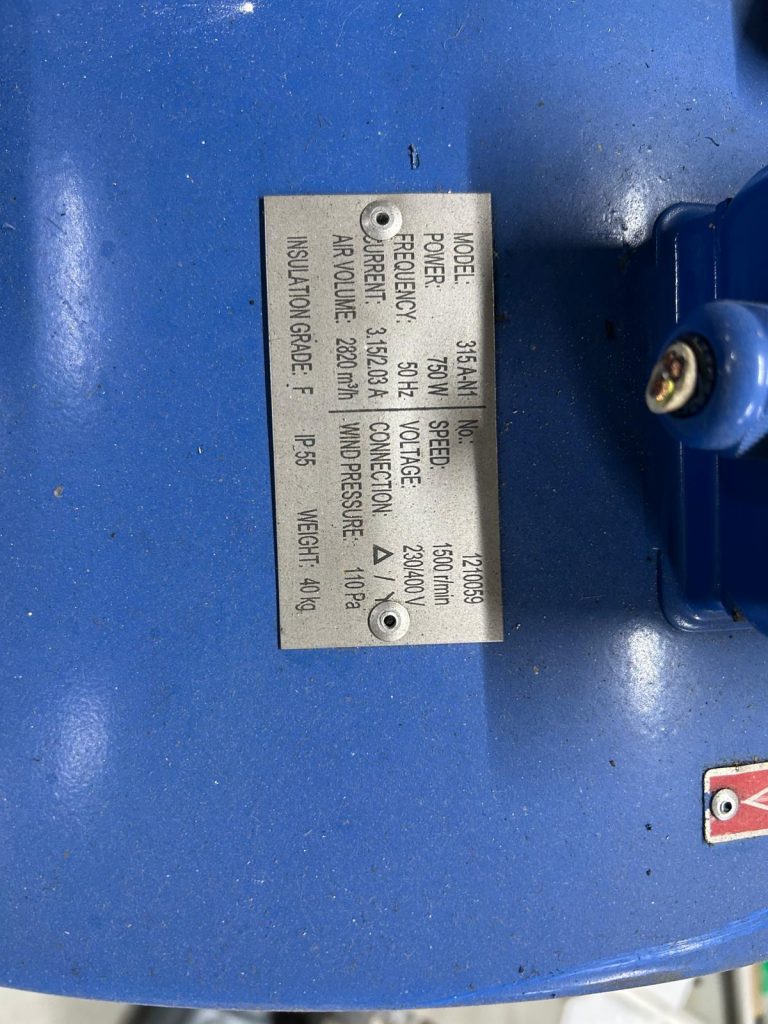 MODEL: 315 A-N1 No.: 1210059
POWER: 750 W SPEED: 1500 r/min
FREQUENCY: 50 Hz VOLTAGE: 230/400 V
CURRENT: 3.15/2.03 A CONNECTION: Δ / Y
AIR VOLUME: 2820 m³/h WIND PRESSURE: 110 Pa
INSULATION GRADE: F IP 55 WEIGHT: 40 kg